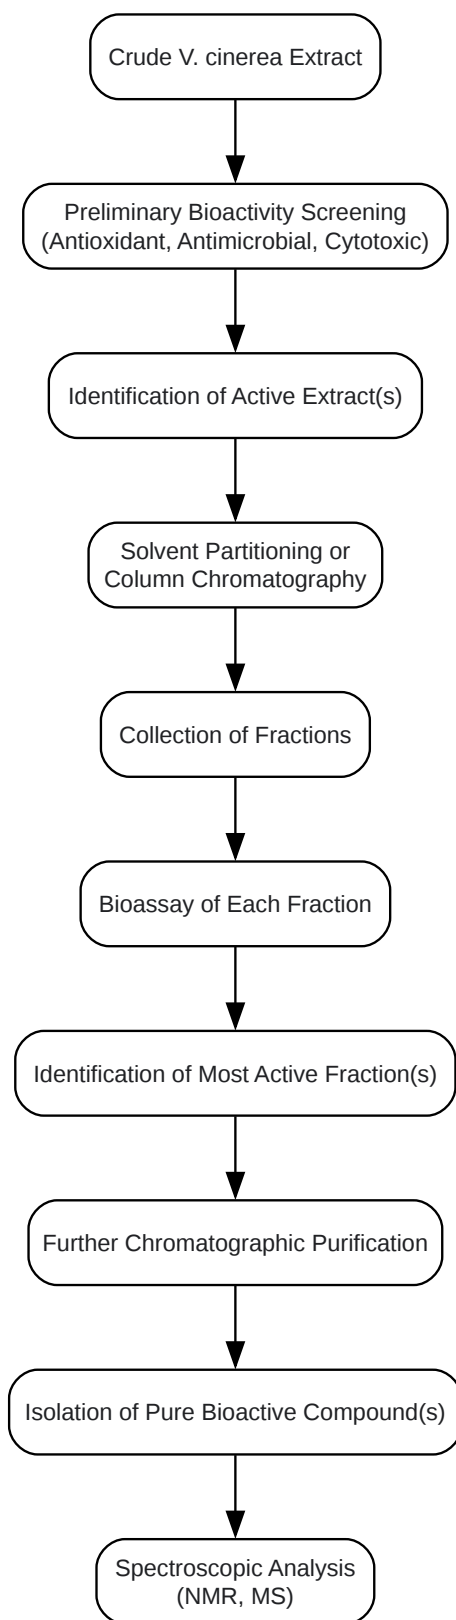 Crude V. cinerea Extract
Preliminary Bioactivity Screening
(Antioxidant, Antimicrobial, Cytotoxic)
Identification of Active Extract(s)
Solvent Partitioning or
Column Chromatography
Collection of Fractions
Bioassay of Each Fraction
Identification of Most Active Fraction(s)
Further Chromatographic Purification
Isolation of Pure Bioactive Compound(s)
Spectroscopic Analysis
(NMR, MS)